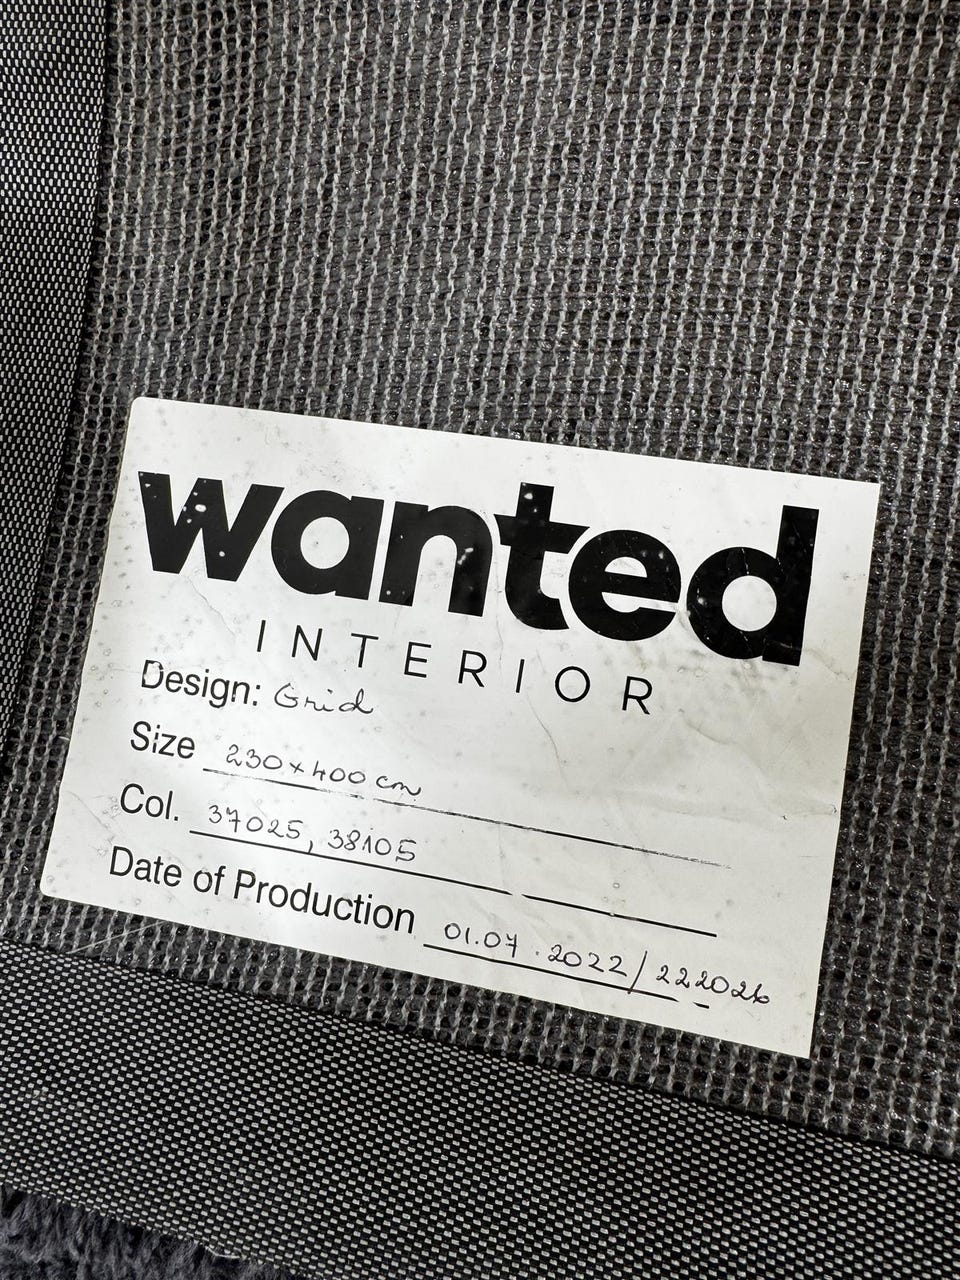 wanted
INTERIOR
Design: Grid
Size 230x400 cm
Col. 37025, 38105
Date of Production 01.07.2022/222026